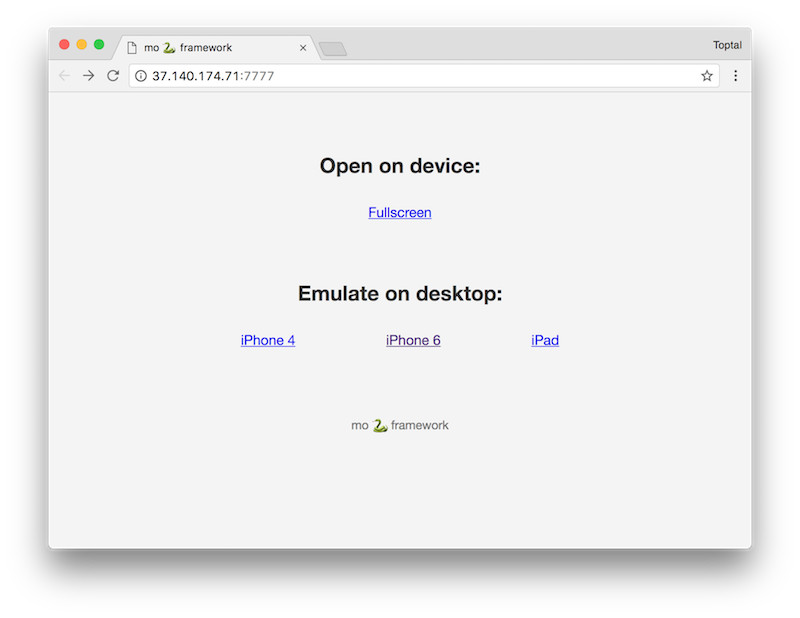 mo 🐍 framework
Toptal
37.140.174.71:7777
Open on device:
Fullscreen
Emulate on desktop:
iPhone 4 iPhone 6 iPad
mo 🐍 framework